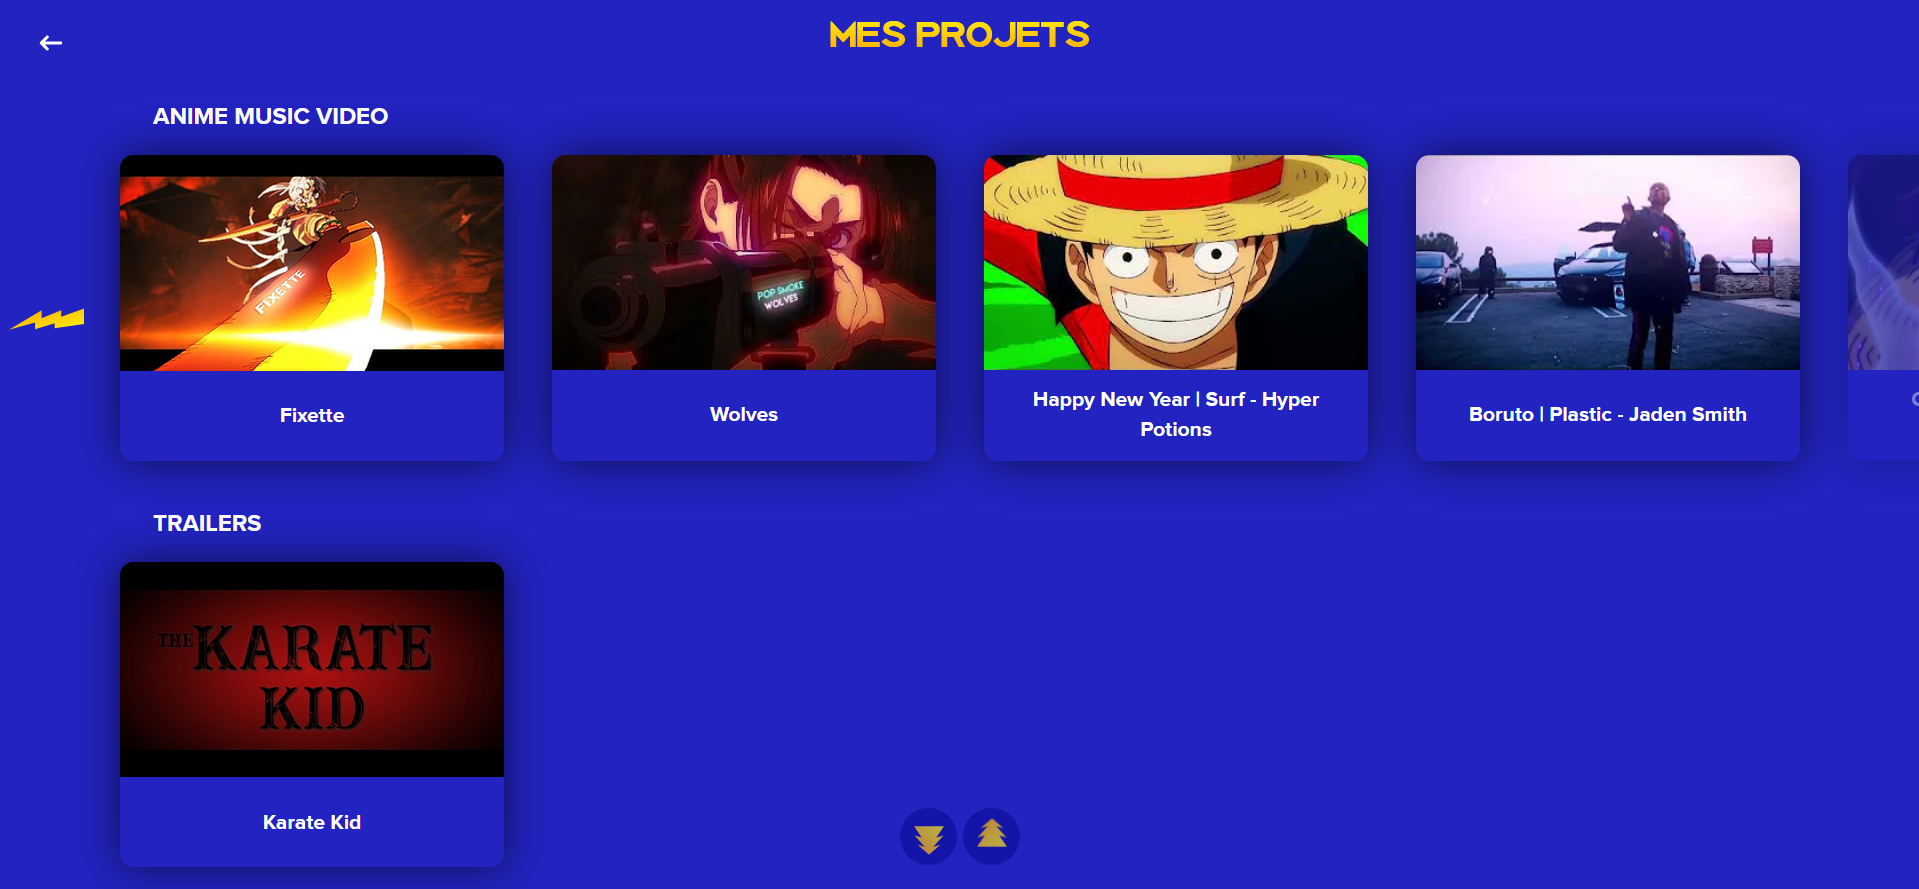 MES PROJETS
ANIME MUSIC VIDEO
FIXETTE
POP SMOKE
WOLVES
Fixette
Wolves
Happy New Year | Surf - Hyper
Potions
Boruto | Plastic - Jaden Smith
TRAILERS
THE KARATE
KID
Karate Kid